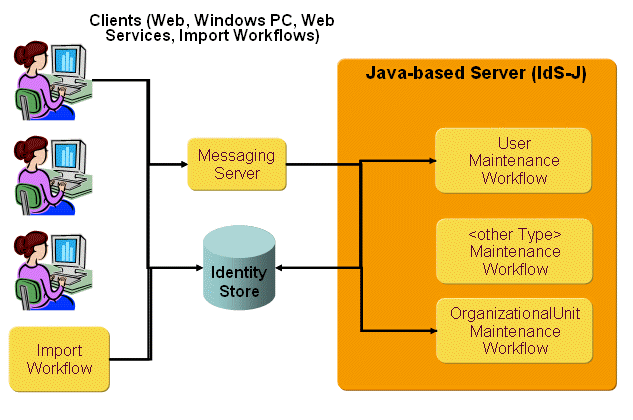 Clients (Web, Windows PC, Web
Services, Import Workflows)
Java-based Server (IdS-J)
User
Maintenance
Workflow
Messaging
Server
<other Type>
Maintenance
Workflow
Identity
Store
OrganizationalUnit
Maintenance
Workflow
Import
Workflow